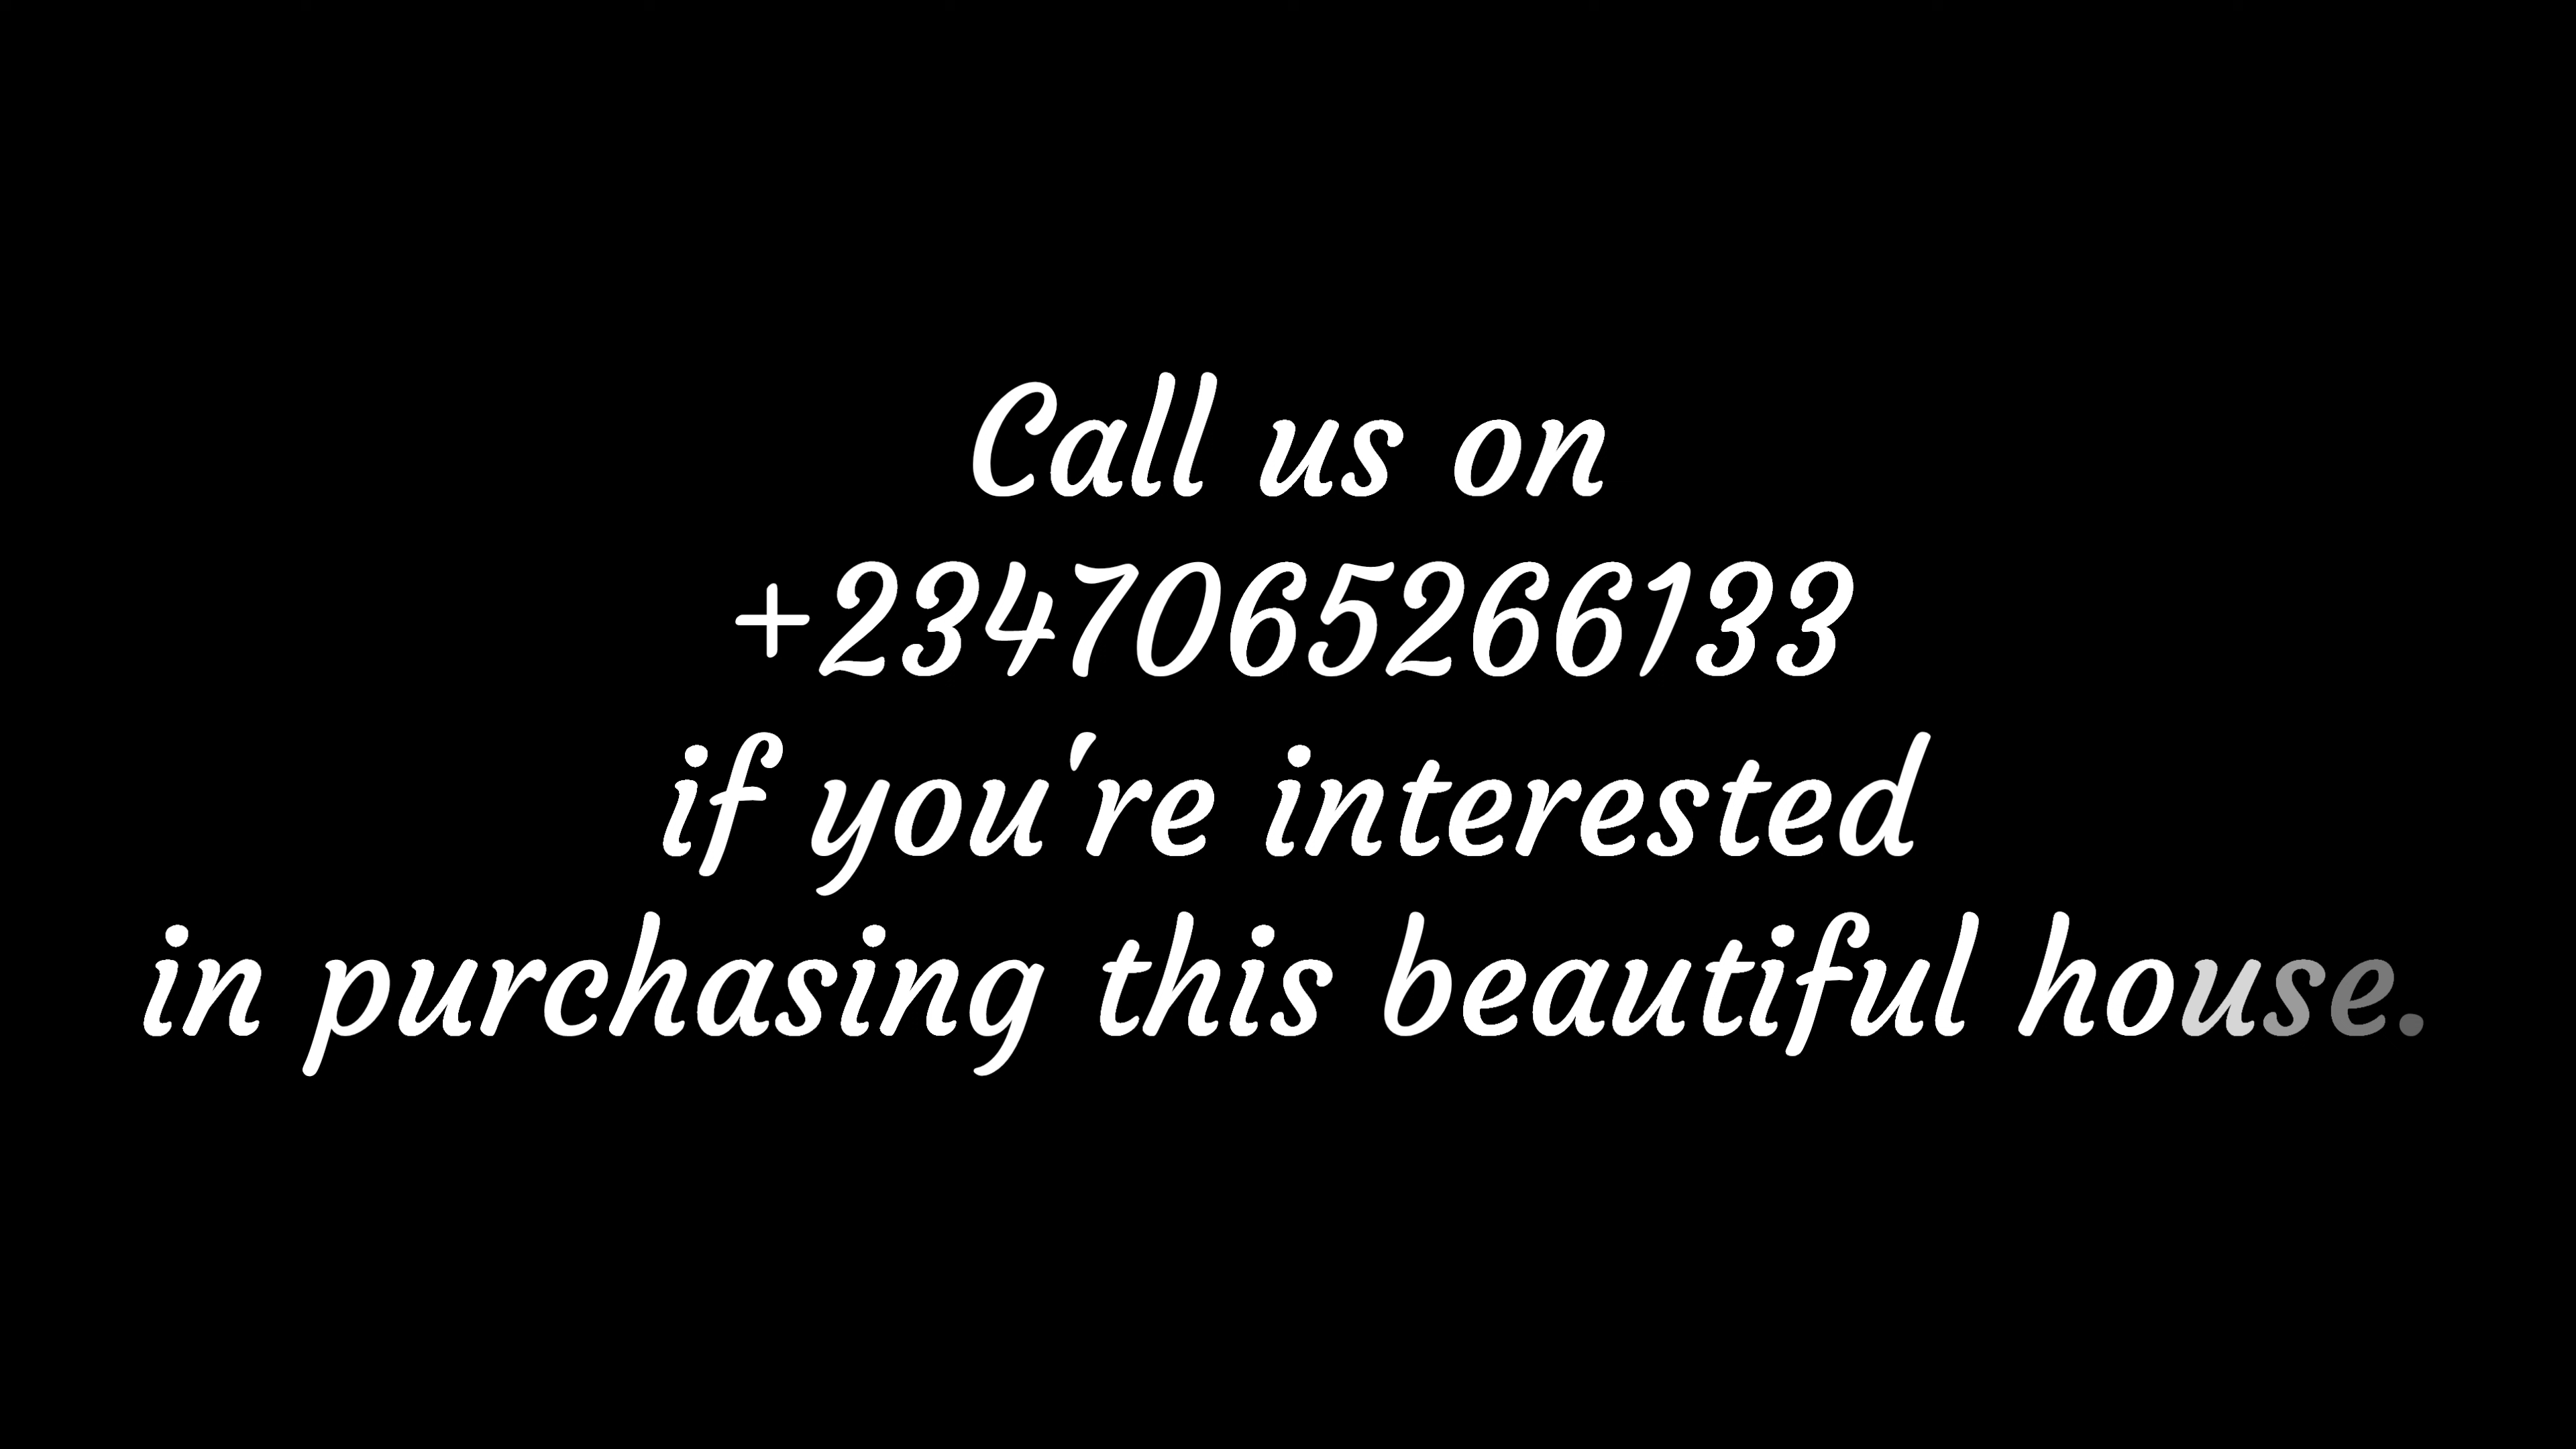 Call us on
+2347065266133
if you're interested
in purchasing this beautiful house.